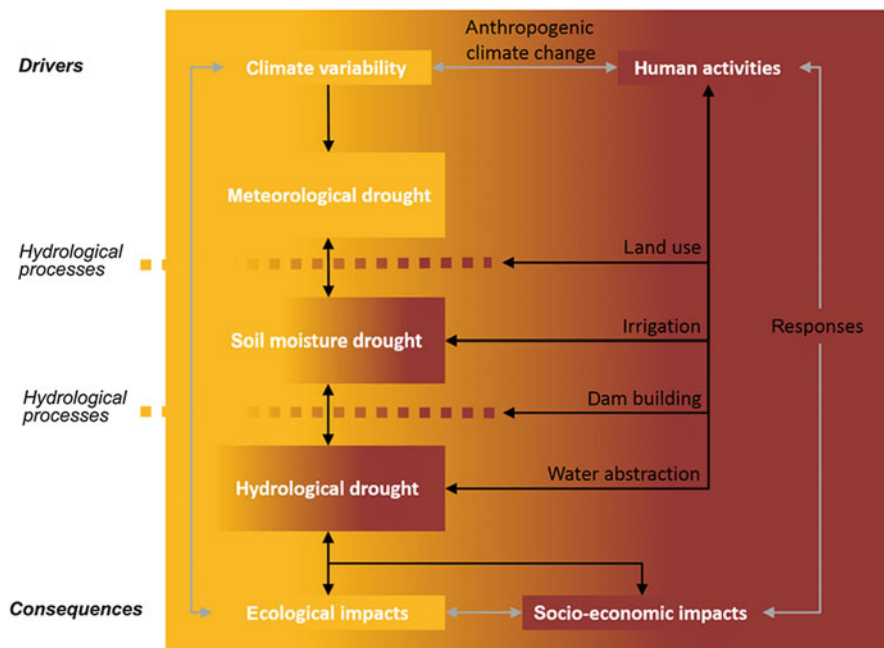 Drivers
Climate variability
Anthropogenic
climate change
Human activities
Meteorological drought
Hydrological
processes
Land use
Soil moisture drought
Irrigation
Responses
Hydrological
processes
Dam building
Hydrological drought
Water abstraction
Consequences
Ecological impacts
Socio-economic impacts